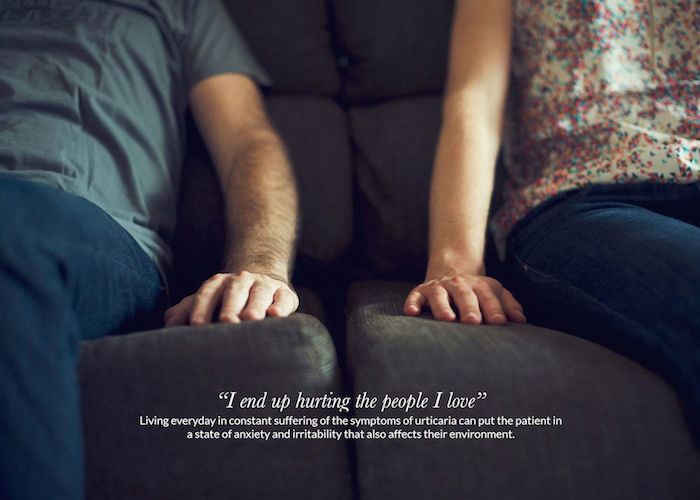 “I end up hurting the people I love”
Living everyday in constant suffering of the symptoms of urticaria can put the patient in
a state of anxiety and irritability that also affects their environment.